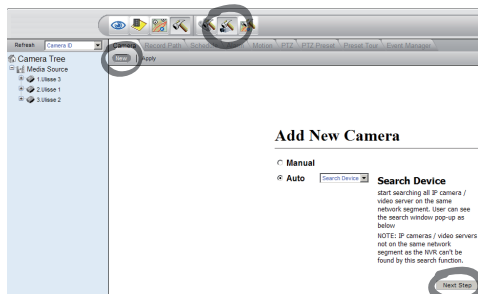 Refresh Camera ID
Camera Record Path Schedule Alarm Motion PTZ PTZ Preset Preset Tour Event Manager
New Apply
Camera Tree
Media Source
1.Ulisse 3
2.Ulisse 1
3.Ulisse 2
Add New Camera
Manual
Auto Search Device
Search Device
start searching all IP camera /
video server on the same
network segment. User can see
the search window pop-up as
below
NOTE: IP cameras / video servers
not on the same network
segment as the NVR can't be
found by this search function.
Next Step